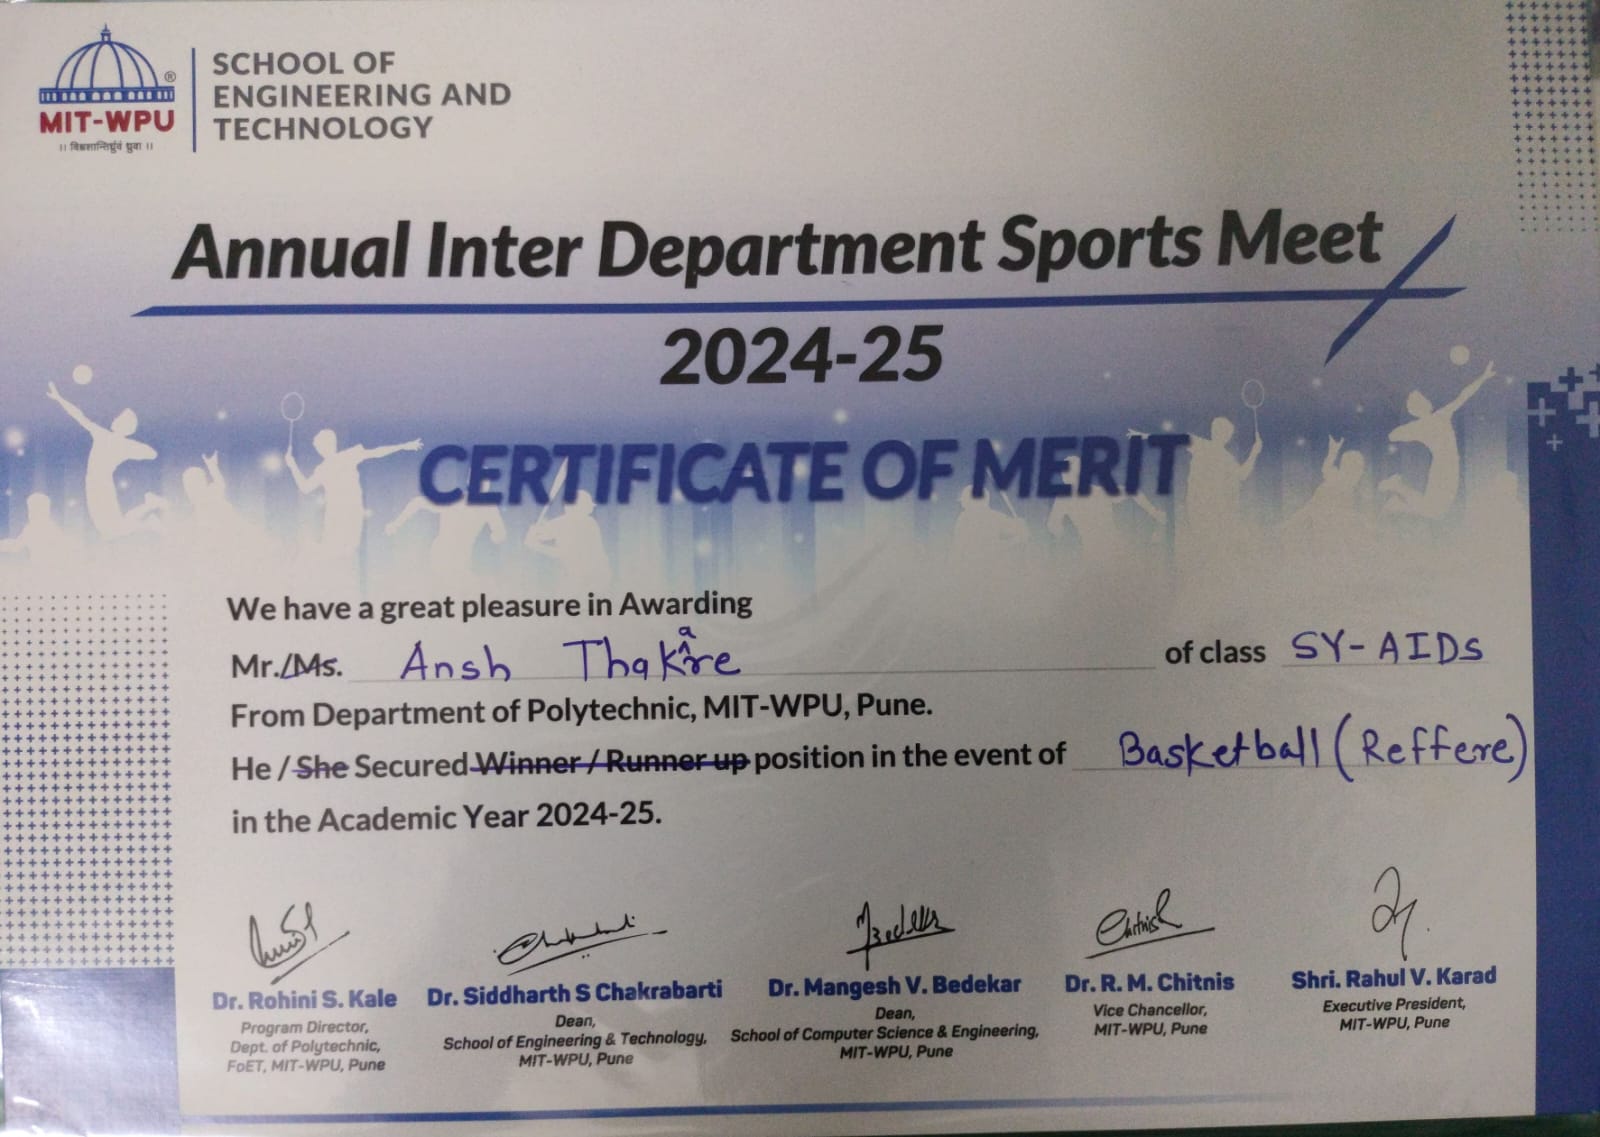 SCHOOL OF
ENGINEERING AND
TECHNOLOGY
®
MIT-WPU
।। विश्वशान्तिर्ध्रुवं ध्रुवा ।।
Annual Inter Department Sports Meet
2024-25
CERTIFICATE OF MERIT
We have a great pleasure in Awarding
Mr./Ms. Ansh Thakare of class SY-AIDS
From Department of Polytechnic, MIT-WPU, Pune.
He / She Secured Winner / Runner up position in the event of Basketball (Reffere)
in the Academic Year 2024-25.
Dr. Rohini S. Kale
Program Director,
Dept. of Polytechnic,
FoET, MIT-WPU, Pune
Dr. Siddharth S Chakrabarti
Dean,
School of Engineering & Technology,
MIT-WPU, Pune
Dr. Mangesh V. Bedekar
Dean,
School of Computer Science & Engineering,
MIT-WPU, Pune
Dr. R. M. Chitnis
Vice Chancellor,
MIT-WPU, Pune
Shri. Rahul V. Karad
Executive President,
MIT-WPU, Pune